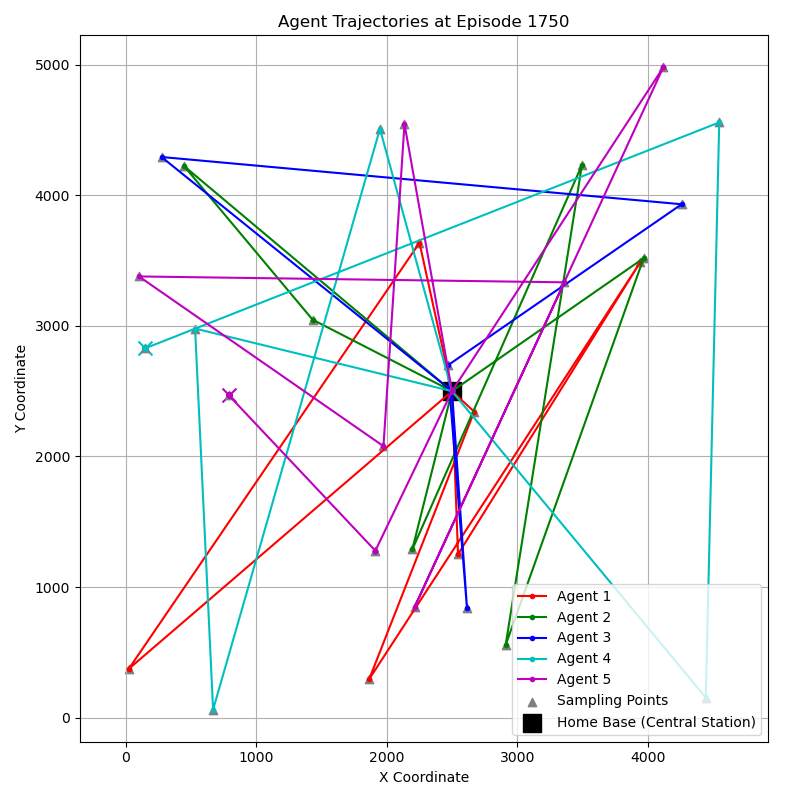 Agent Trajectories at Episode 1750
Y Coordinate
5000
4000
3000
2000
1000
0
0 1000 2000 3000 4000
X Coordinate
Agent 1
Agent 2
Agent 3
Agent 4
Agent 5
Sampling Points
Home Base (Central Station)